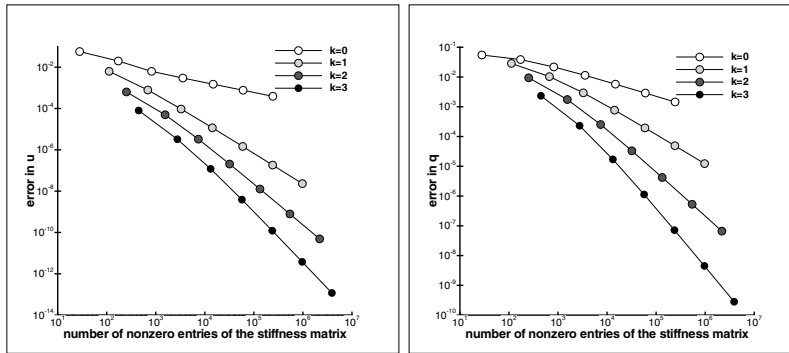 k=0
k=1
k=2
k=3
error in u
10^-2
10^-4
10^-6
10^-8
10^-10
10^-12
10^-14
10^1
10^2
10^3
10^4
10^5
10^6
10^7
number of nonzero entries of the stiffness matrix
k=0
k=1
k=2
k=3
error in q
10^-1
10^-2
10^-3
10^-4
10^-5
10^-6
10^-7
10^-8
10^-9
10^-10
10^1
10^2
10^3
10^4
10^5
10^6
10^7
number of nonzero entries of the stiffness matrix